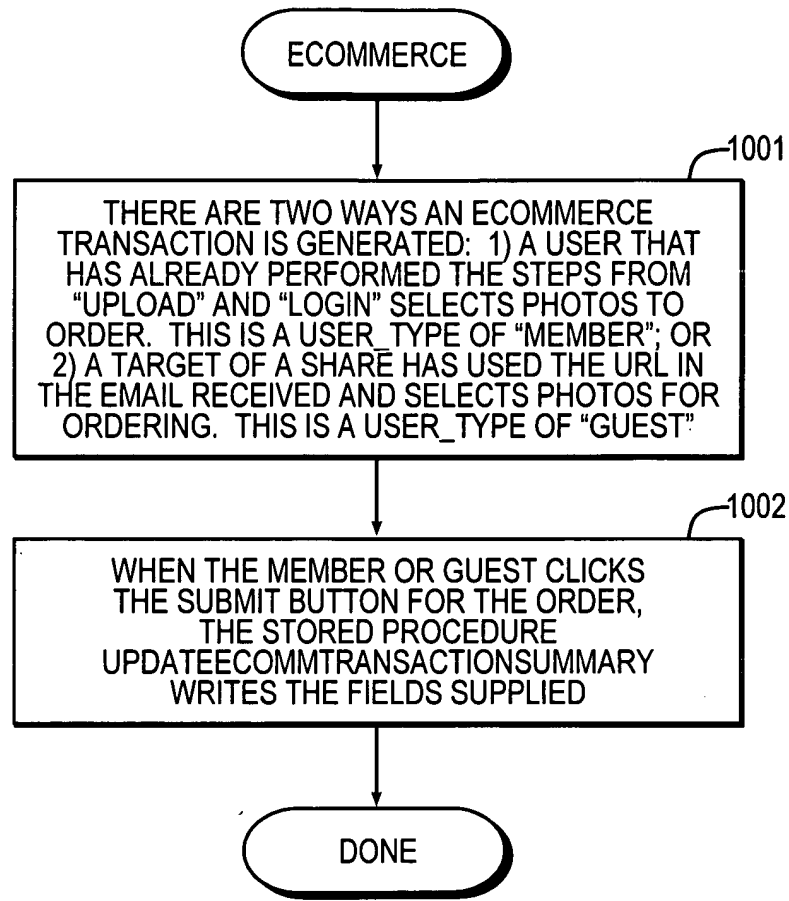 ECOMMERCE
1001
THERE ARE TWO WAYS AN ECOMMERCE
TRANSACTION IS GENERATED: 1) A USER THAT
HAS ALREADY PERFORMED THE STEPS FROM
“UPLOAD” AND “LOGIN” SELECTS PHOTOS TO
ORDER. THIS IS A USER_TYPE OF “MEMBER”; OR
2) A TARGET OF A SHARE HAS USED THE URL IN
THE EMAIL RECEIVED AND SELECTS PHOTOS FOR
ORDERING. THIS IS A USER_TYPE OF “GUEST”
1002
WHEN THE MEMBER OR GUEST CLICKS
THE SUBMIT BUTTON FOR THE ORDER,
THE STORED PROCEDURE
UPDATEECOMMTRANSACTIONSUMMARY
WRITES THE FIELDS SUPPLIED
DONE